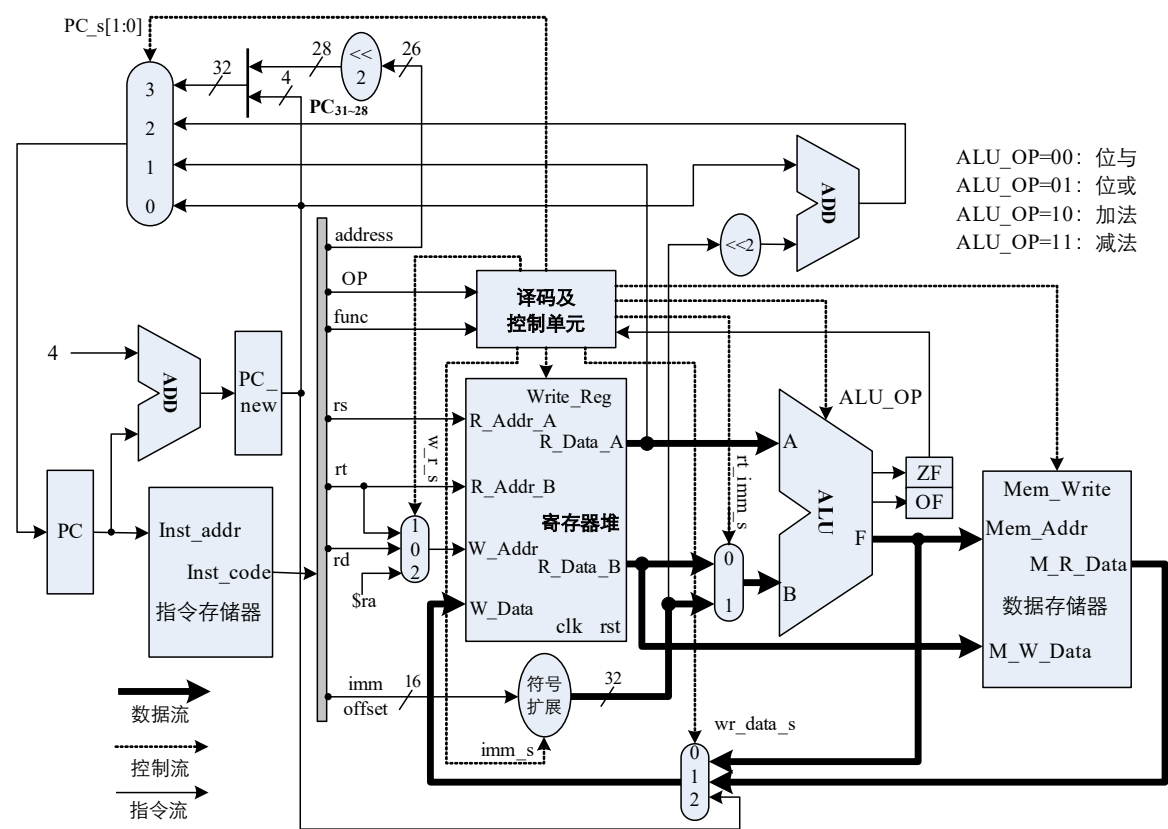 PC_s[1:0]
3
2
1
0
32
28
4
<<
2
26
PC31~28
ADD
<<2
ALU_OP=00：位与
ALU_OP=01：位或
ALU_OP=10：加法
ALU_OP=11：减法
address
OP
func
rs
rt
rd
$ra
imm
offset
16
译码及
控制单元
4
ADD
PC_
new
PC
Inst_addr
Inst_code
指令存储器
w_r_s
1
0
2
Write_Reg
R_Addr_A
R_Data_A
R_Addr_B
寄存器堆
W_Addr
R_Data_B
W_Data
clk rst
rt_imm_s
0
1
ALU_OP
A
ALU
F
B
ZF
OF
Mem_Write
Mem_Addr
M_R_Data
数据存储器
M_W_Data
符号
扩展
32
imm_s
wr_data_s
0
1
2
数据流
控制流
指令流